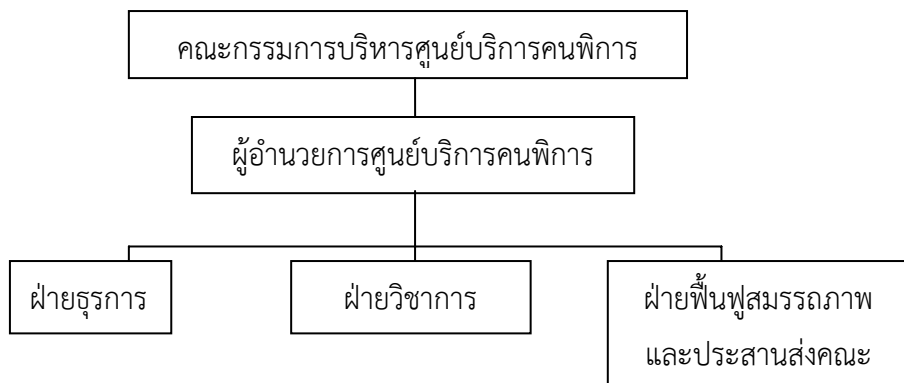 คณะกรรมการบริหารศูนย์บริการคนพิการ
ผู้อำนวยการศูนย์บริการคนพิการ
ฝ่ายธุรการ
ฝ่ายวิชาการ
ฝ่ายฟื้นฟูสมรรถภาพ
และประสานส่งคณะ